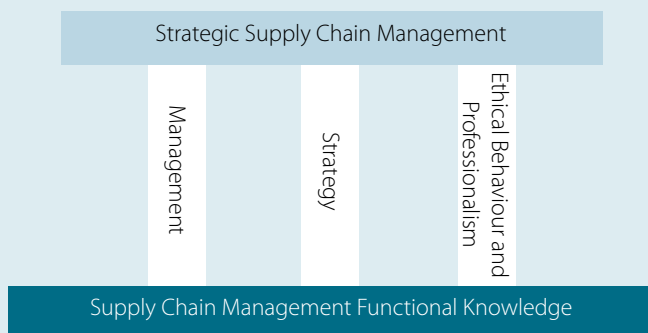 Strategic Supply Chain Management
Management
Strategy
Ethical Behaviour and
Professionalism
Supply Chain Management Functional Knowledge